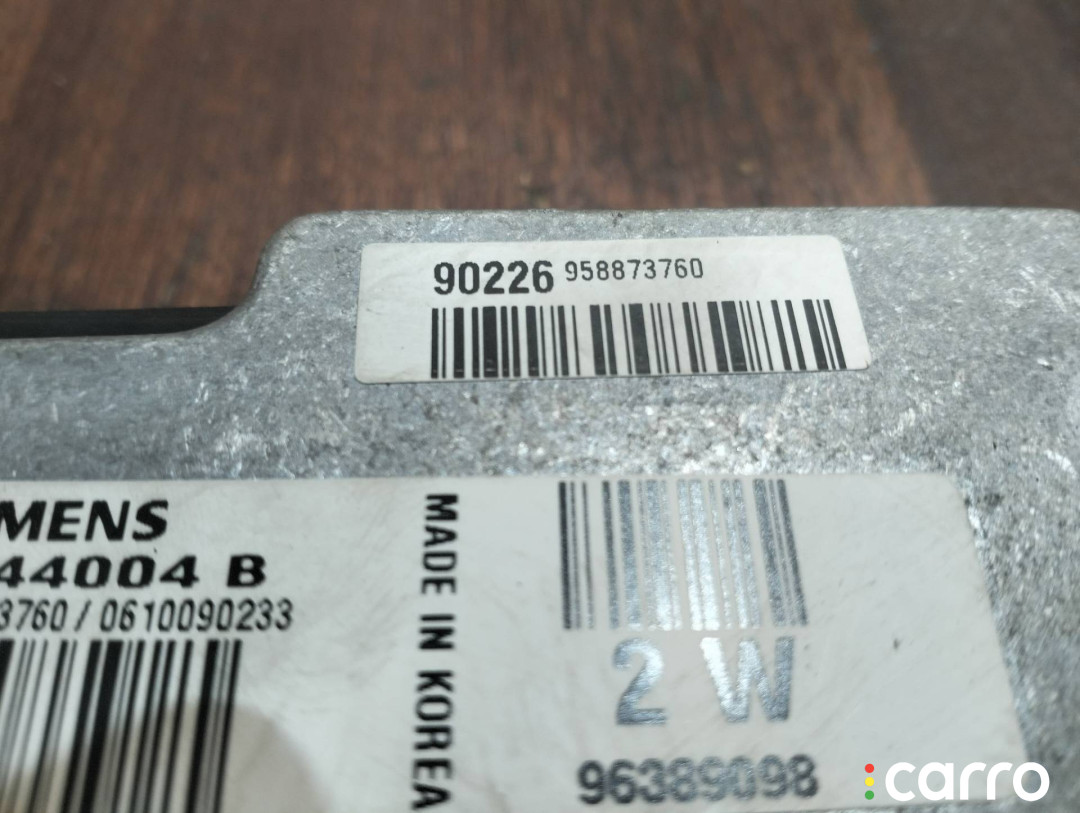 90226 958873760
MENS
44004 B
3760 / 0610090233
MADE IN KOREA
2 W
96389098
carro